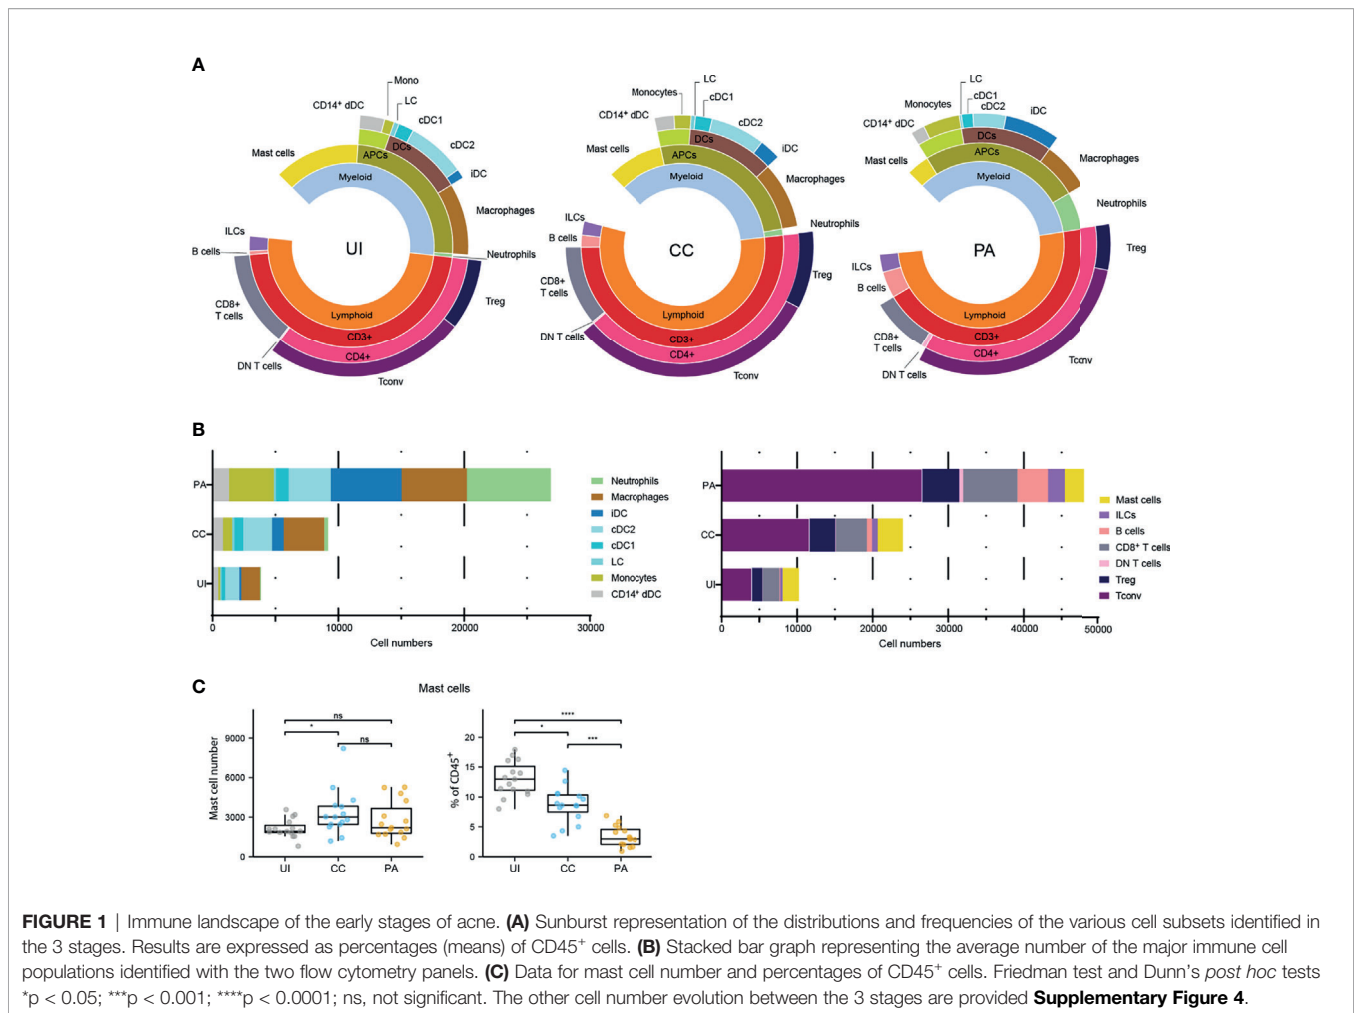 A
Mono
LC
CD14⁺ dDC
cDC1
cDC2
DCs
Mast cells
APCs
iDC
Myeloid
Macrophages
ILCs
B cells
UI
Neutrophils
CD8+
T cells
Treg
Lymphoid
CD3+
CD4+
DN T cells
Tconv
LC
Monocytes
cDC1
CD14⁺ dDC
cDC2
DCs
Mast cells
APCs
iDC
Myeloid
Macrophages
ILCs
Neutrophils
B cells
CC
CD8+
T cells
Treg
Lymphoid
DN T cells
CD3+
CD4+
Tconv
LC
cDC1
Monocytes
cDC2
iDC
CD14⁺ dDC
DCs
Mast cells
APCs
Macrophages
Myeloid
Neutrophils
PA
Treg
ILCs
B cells
Lymphoid
CD8+
T cells
CD3+
CD4+
DN T cells
Tconv
B
PA
CC
UI
0
10000
20000
30000
Cell numbers
Neutrophils
Macrophages
iDC
cDC2
cDC1
LC
Monocytes
CD14⁺ dDC
PA
CC
UI
0
10000
20000
30000
40000
50000
Cell numbers
Mast cells
ILCs
B cells
CD8⁺ T cells
DN T cells
Treg
Tconv
C
Mast cells
Mast cell number
9000
6000
3000
0
ns
*
ns
UI
CC
PA
% of CD45⁺
20
15
10
5
0
****
*
***
UI
CC
PA
FIGURE 1 | Immune landscape of the early stages of acne. (A) Sunburst representation of the distributions and frequencies of the various cell subsets identified in
the 3 stages. Results are expressed as percentages (means) of CD45⁺ cells. (B) Stacked bar graph representing the average number of the major immune cell
populations identified with the two flow cytometry panels. (C) Data for mast cell number and percentages of CD45⁺ cells. Friedman test and Dunn's post hoc tests
*p < 0.05; ***p < 0.001; ****p < 0.0001; ns, not significant. The other cell number evolution between the 3 stages are provided Supplementary Figure 4.